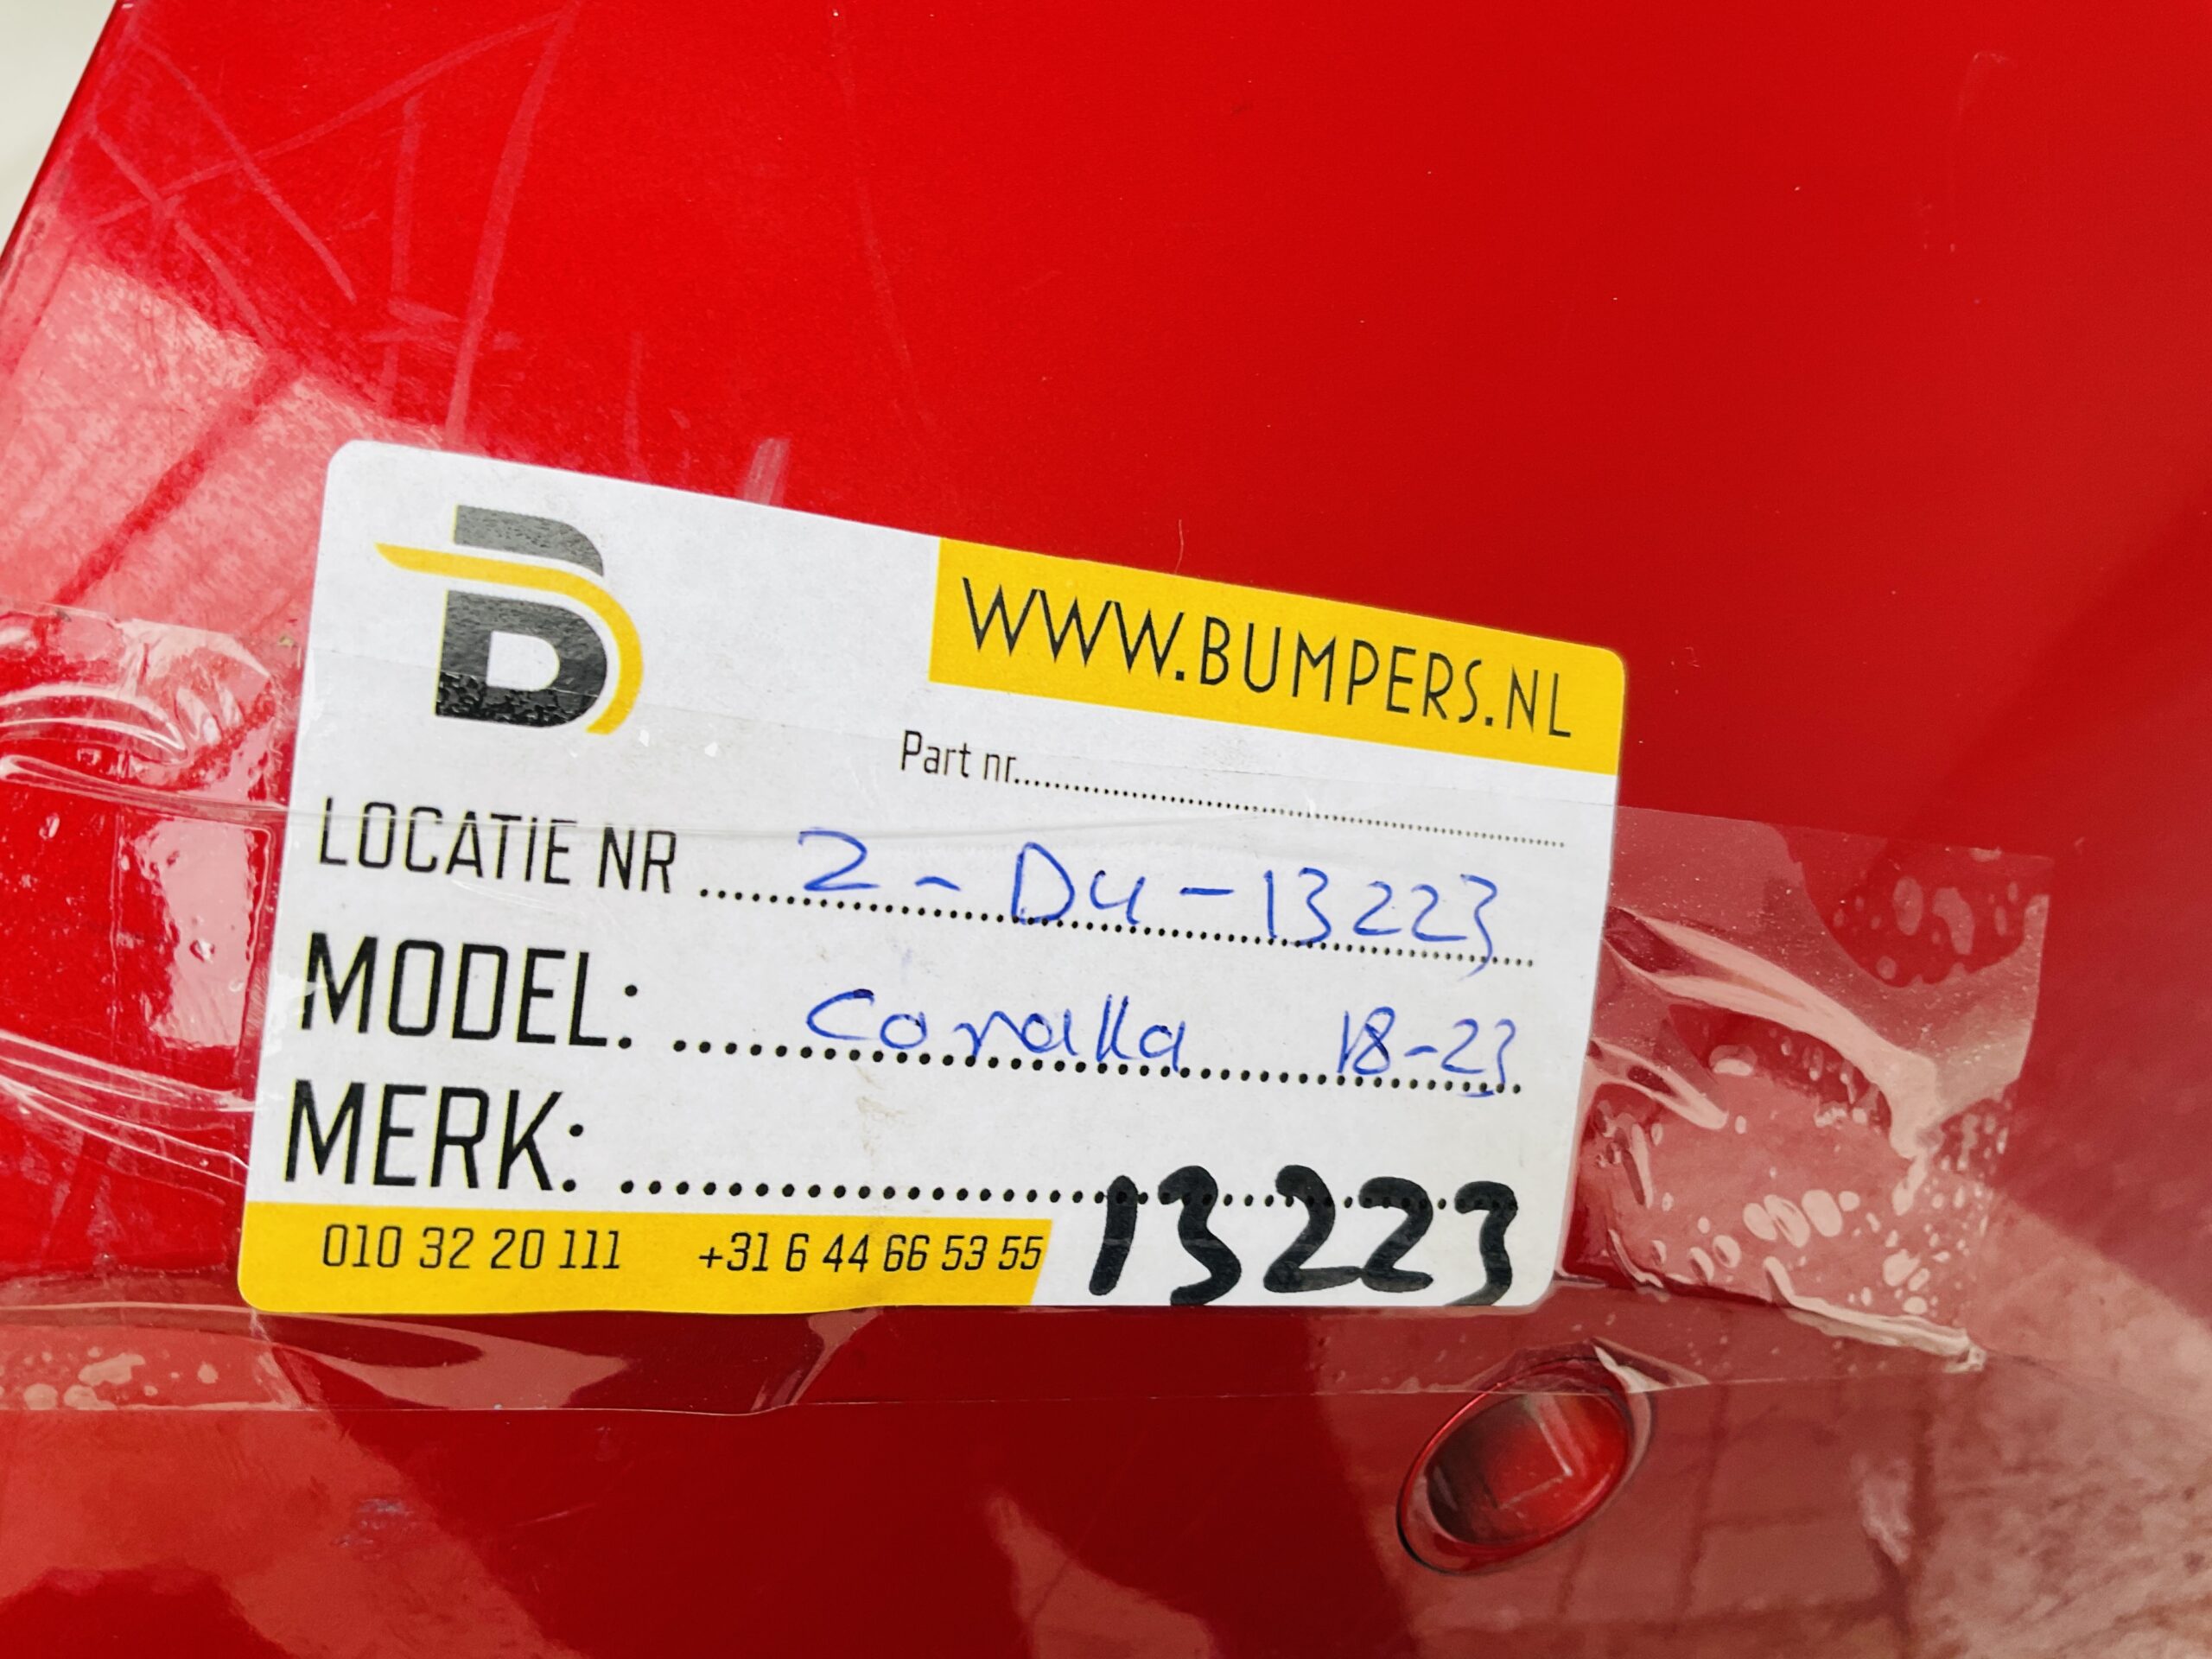 B
WWW.BUMPERS.NL
Part nr.................................................
LOCATIE NR ..... 2 - D4 - 13223
MODEL: ..... Coralla 18-23
MERK: .....
13223
010 32 20 111 +31 6 44 66 53 55